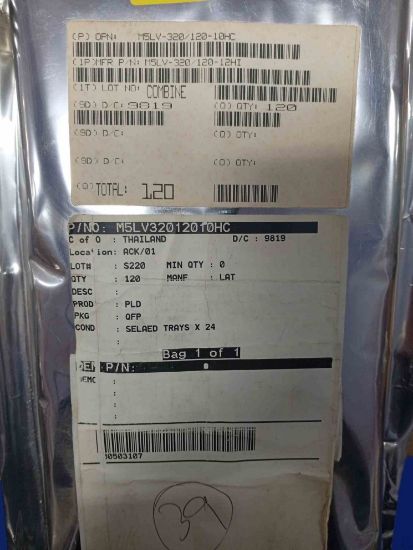 (P) OPN: M5LV-320/120-10HC
(1P)MFR P/N: M5LV-320/120-12HI
(1T) LOT NO: COMBINE
(9D) D/C: 9819 (Q) QTY: 120
(9D) D/C: (Q) QTY:
(9D) D/C: (Q) QTY:
(Q) TOTAL: 120
P/NO: M5LV32012010HC
C of O : THAILAND D/C : 9819
Location: ACK/01
LOT# : S220 MIN QTY : 0
QTY : 120 MANF : LAT
DESC :
PROD : PLD
PKG : QFP
COND : SELAED TRAYS X 24
Bag 1 of 1
P/N:
:
:
:
:
00503107
39